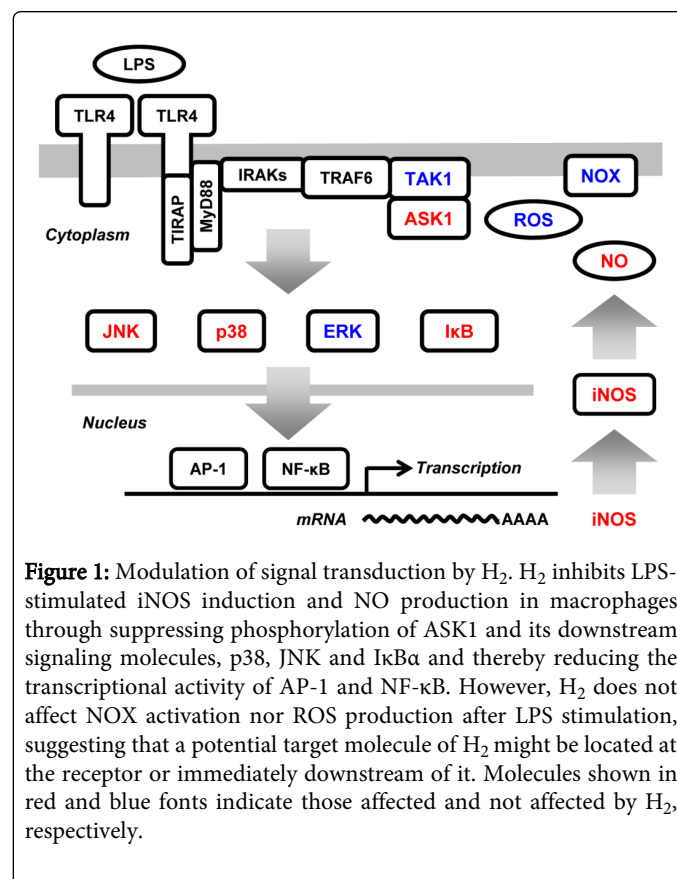 LPS
TLR4 TLR4
IRAKs TRAF6 TAK1 NOX
TIRAP MyD88 ASK1 ROS
Cytoplasm
NO
JNK p38 ERK IκB
iNOS
Nucleus
AP-1 NF-κB Transcription
mRNA AAAA iNOS
Figure 1: Modulation of signal transduction by H₂. H₂ inhibits LPS-
stimulated iNOS induction and NO production in macrophages
through suppressing phosphorylation of ASK1 and its downstream
signaling molecules, p38, JNK and IκBα and thereby reducing the
transcriptional activity of AP-1 and NF-κB. However, H₂ does not
affect NOX activation nor ROS production after LPS stimulation,
suggesting that a potential target molecule of H₂ might be located at
the receptor or immediately downstream of it. Molecules shown in
red and blue fonts indicate those affected and not affected by H₂,
respectively.